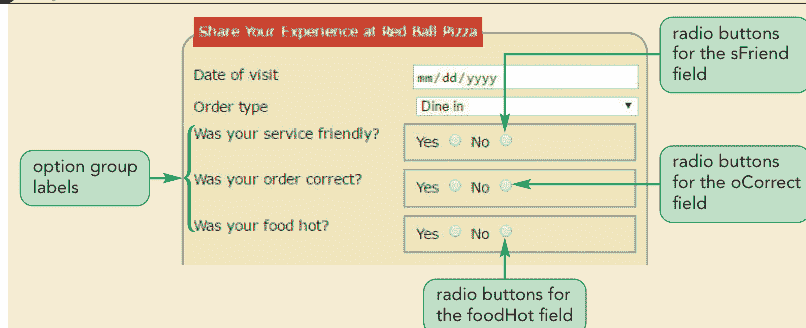 Share Your Experience at Red Ball Pizza
radio buttons
for the sFriend
field
Date of visit
mm/dd/yyyy
Order type
Dine in
Was your service friendly?
Yes No
option group
labels
Was your order correct?
Yes No
radio buttons
for the oCorrect
field
Was your food hot?
Yes No
radio buttons for
the foodHot field